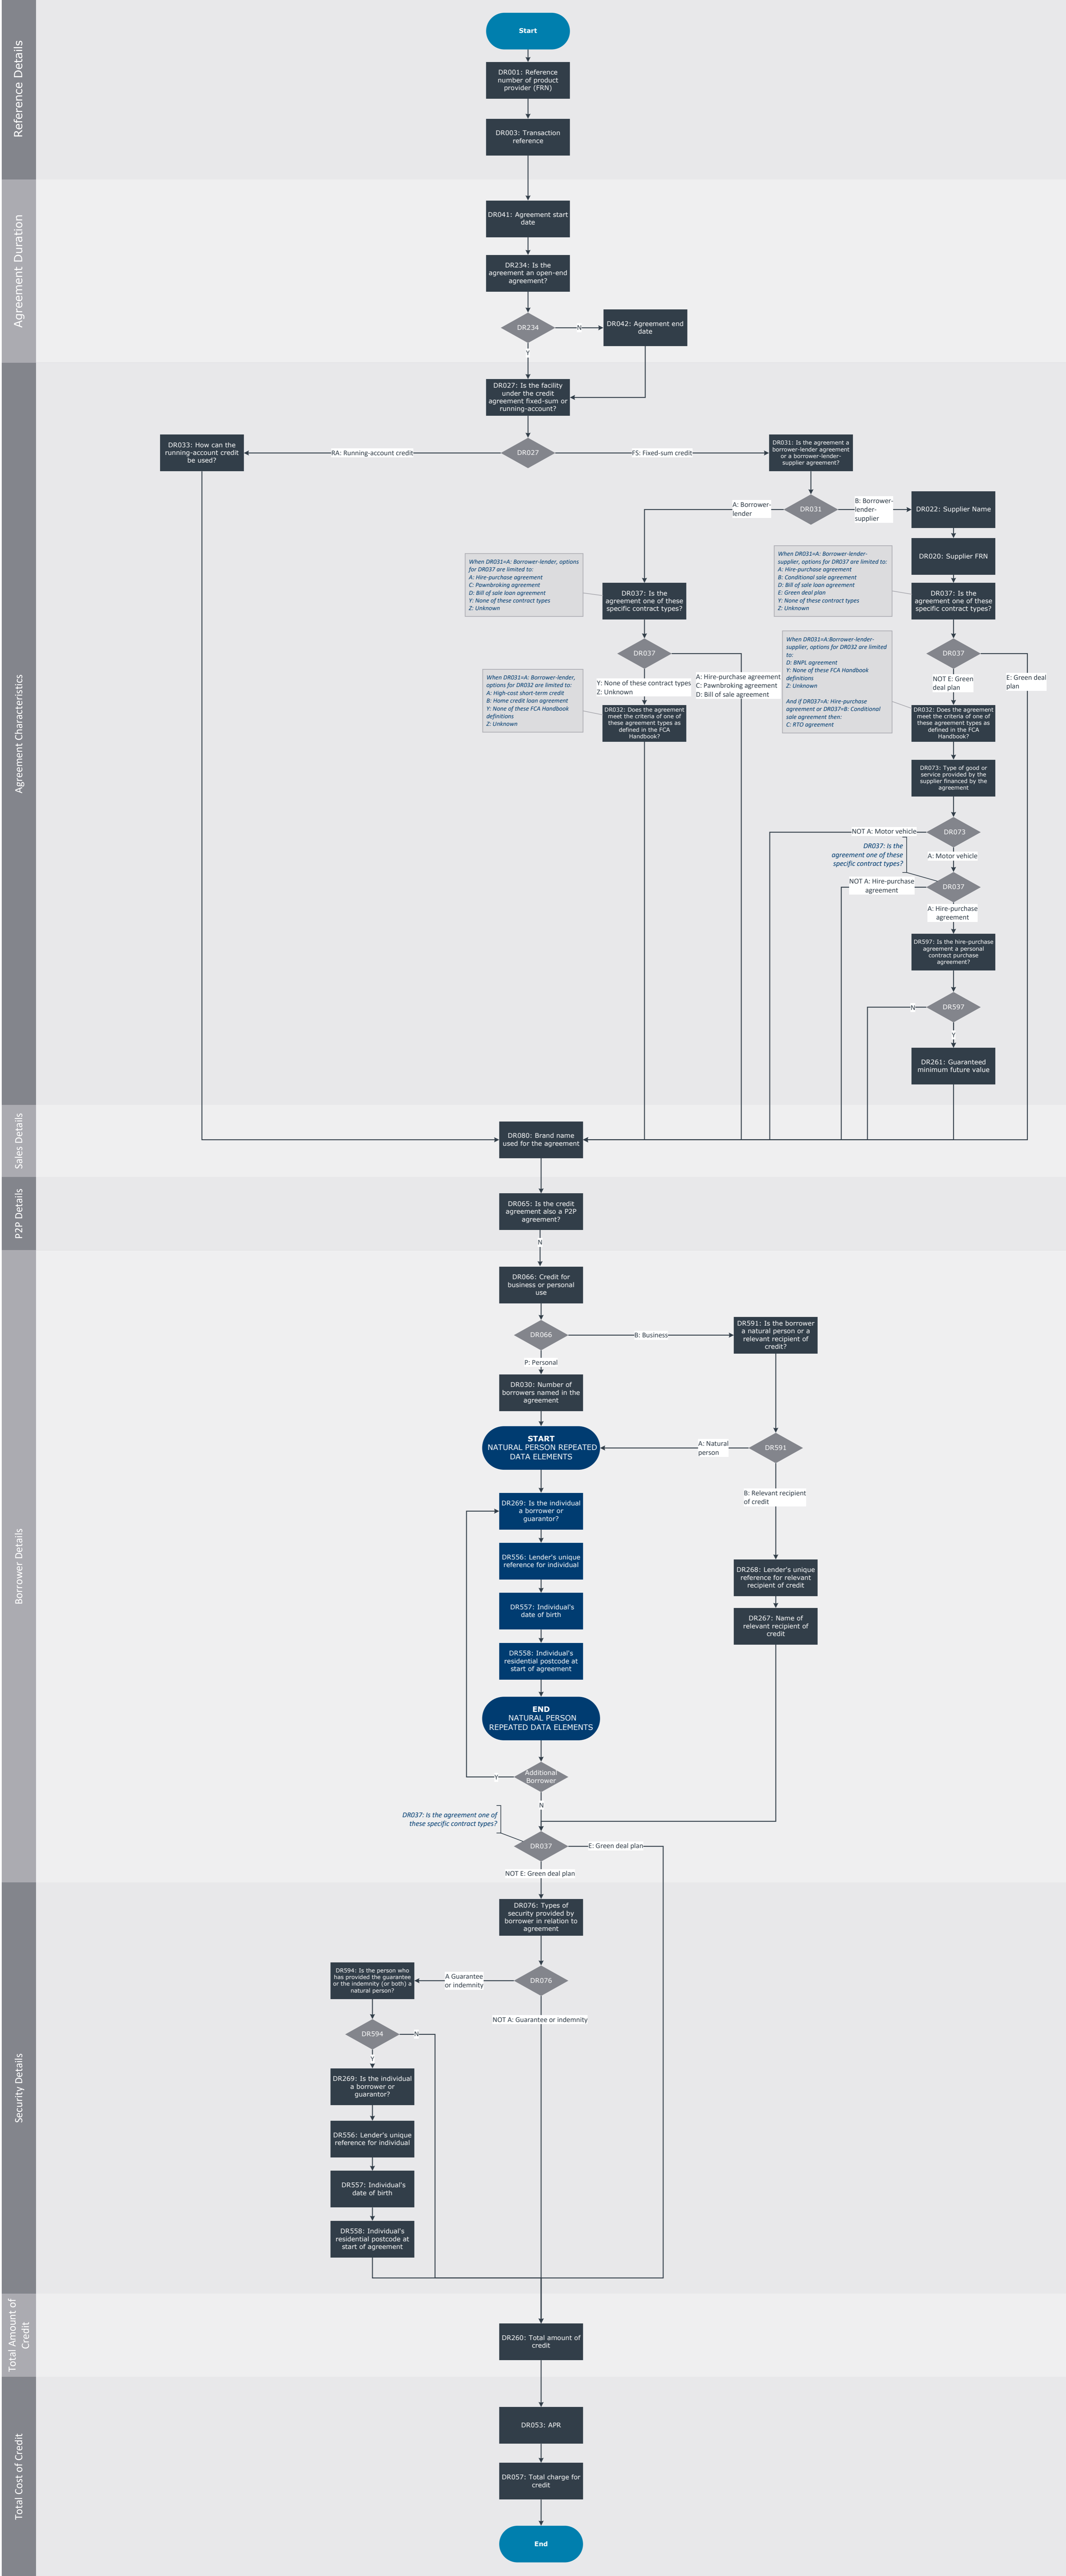 Reference Details
Start
DR001: Reference
number of product
provider (FRN)
DR003: Transaction
reference
Agreement Duration
DR041: Agreement start
date
DR234: Is the
agreement an open-end
agreement?
DR234
N
DR042: Agreement end
date
Y
Agreement Characteristics
DR027: Is the facility
under the credit
agreement fixed-sum or
running-account?
DR033: How can the
running-account credit
be used?
RA: Running-account credit
DR027
FS: Fixed-sum credit
DR031: Is the agreement a
borrower-lender agreement
or a borrower-lender-
supplier agreement?
A: Borrower-
lender
DR031
B: Borrower-
lender-
supplier
DR022: Supplier Name
DR020: Supplier FRN
When DR031=A: Borrower-lender, options
for DR037 are limited to:
A: Hire-purchase agreement
C: Pawnbroking agreement
D: Bill of sale loan agreement
Y: None of these contract types
Z: Unknown
DR037: Is the
agreement one of these
specific contract types?
When DR031=A: Borrower-lender-
supplier, options for DR037 are limited to:
A: Hire-purchase agreement
B: Conditional sale agreement
D: Bill of sale loan agreement
E: Green deal plan
Y: None of these contract types
Z: Unknown
DR037: Is the
agreement one of these
specific contract types?
DR037
DR037
Y: None of these contract types
Z: Unknown
A: Hire-purchase agreement
C: Pawnbroking agreement
D: Bill of sale agreement
NOT E: Green
deal plan
E: Green deal
plan
When DR031=A: Borrower-lender,
options for DR032 are limited to:
A: High-cost short-term credit
B: Home credit loan agreement
Y: None of these FCA Handbook
definitions
Z: Unknown
DR032: Does the agreement
meet the criteria of one of
these agreement types as
defined in the FCA
Handbook?
When DR031=A:Borrower-lender-
supplier, options for DR032 are limited
to:
D: BNPL agreement
Y: None of these FCA Handbook
definitions
Z: Unknown
And if DR037=A: Hire-purchase
agreement or DR037=B: Conditional
sale agreement then:
C: RTO agreement
DR032: Does the agreement
meet the criteria of one of
these agreement types as
defined in the FCA
Handbook?
DR073: Type of good or
service provided by the
supplier financed by the
agreement
NOT A: Motor vehicle
DR073
DR037: Is the
agreement one of these
specific contract types?
A: Motor vehicle
NOT A: Hire-purchase
agreement
DR037
A: Hire-purchase
agreement
DR597: Is the hire-purchase
agreement a personal
contract purchase
agreement?
N
DR597
Y
DR261: Guaranteed
minimum future value
Sales Details
DR080: Brand name
used for the agreement
P2P Details
DR065: Is the credit
agreement also a P2P
agreement?
N
Borrower Details
DR066: Credit for
business or personal
use
DR066
B: Business
DR591: Is the borrower
a natural person or a
relevant recipient of
credit?
P: Personal
DR030: Number of
borrowers named in the
agreement
START
NATURAL PERSON REPEATED
DATA ELEMENTS
A: Natural
person
DR591
B: Relevant recipient
of credit
DR269: Is the individual
a borrower or
guarantor?
DR556: Lender's unique
reference for individual
DR268: Lender's unique
reference for relevant
recipient of credit
DR557: Individual's
date of birth
DR267: Name of
relevant recipient of
credit
DR558: Individual's
residential postcode at
start of agreement
END
NATURAL PERSON
REPEATED DATA ELEMENTS
Y
Additional
Borrower
N
DR037: Is the agreement one of
these specific contract types?
DR037
E: Green deal plan
NOT E: Green deal plan
Security Details
DR076: Types of
security provided by
borrower in relation to
agreement
DR594: Is the person who
has provided the guarantee
or the indemnity (or both) a
natural person?
A Guarantee
or indemnity
DR076
NOT A: Guarantee or indemnity
DR594
N
Y
DR269: Is the individual
a borrower or
guarantor?
DR556: Lender's unique
reference for individual
DR557: Individual's
date of birth
DR558: Individual's
residential postcode at
start of agreement
Total Amount of
Credit
DR260: Total amount of
credit
Total Cost of Credit
DR053: APR
DR057: Total charge for
credit
End